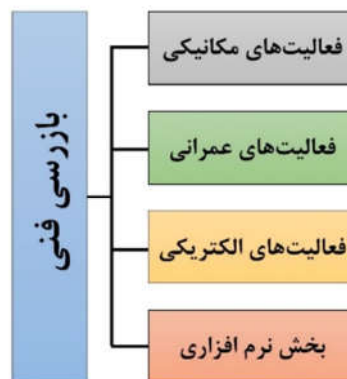 بازرسی فنی
فعالیت‌های مکانیکی
فعالیت‌های عمرانی
فعالیت‌های الکتریکی
بخش نرم افزاری